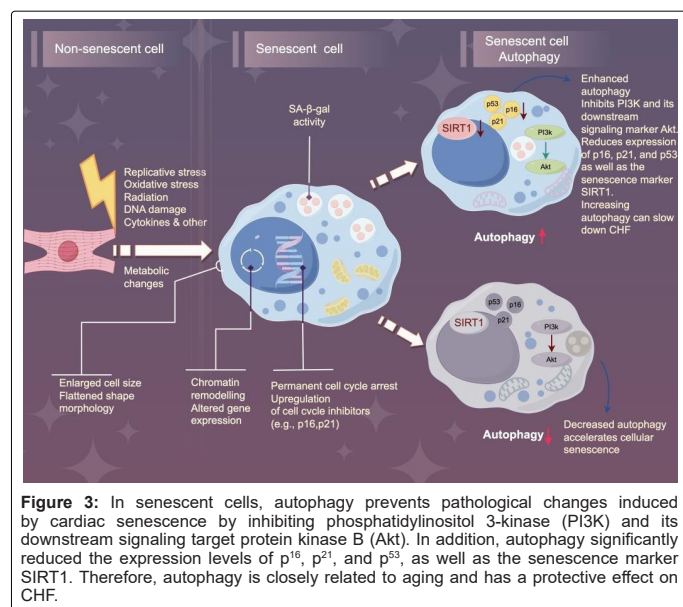 Non-senescent cell
Senescent cell
Senescent cell
Autophagy
SA-β-gal
activity
Replicative stress
Oxidative stress
Radiation
DNA damage
Cytokines & other
Metabolic
changes
Enlarged cell size
Flattened shape
morphology
Chromatin
remodelling
Altered gene
expression
Permanent cell cycle arrest
Upregulation
of cell cycle inhibitors
(e.g., p16,p21)
p53
p16
p21
SIRT1
PI3k
Akt
Enhanced
autophagy
Inhibits PI3K and its
downstream
signaling marker Akt.
Reduces expression
of p16, p21, and p53
as well as the
senescence marker
SIRT1.
Increasing
autophagy can slow
down CHF
Autophagy
p53
p16
p21
SIRT1
PI3k
Akt
Autophagy
Decreased autophagy
accelerates cellular
senescence
Figure 3: In senescent cells, autophagy prevents pathological changes induced
by cardiac senescence by inhibiting phosphatidylinositol 3-kinase (PI3K) and its
downstream signaling target protein kinase B (Akt). In addition, autophagy significantly
reduced the expression levels of p16, p21, and p53, as well as the senescence marker
SIRT1. Therefore, autophagy is closely related to aging and has a protective effect on
CHF.